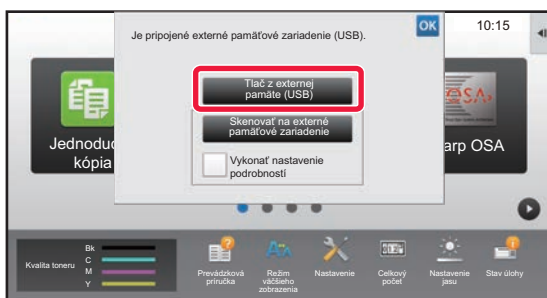 Je pripojené externé pamäťové zariadenie (USB).
OK
10:15
Tlač z externej
pamäte (USB)
Skenovať na externé
pamäťové zariadenie
Vykonať nastavenie
podrobností
Jednoduc
kópia
OSA
arp OSA
Kvalita toneru
Bk
C
M
Y
Prevádzková
príručka
Režim
väčšieho
zobrazenia
Nastavenie
Celkový
počet
Nastavenie
jasu
Stav úlohy